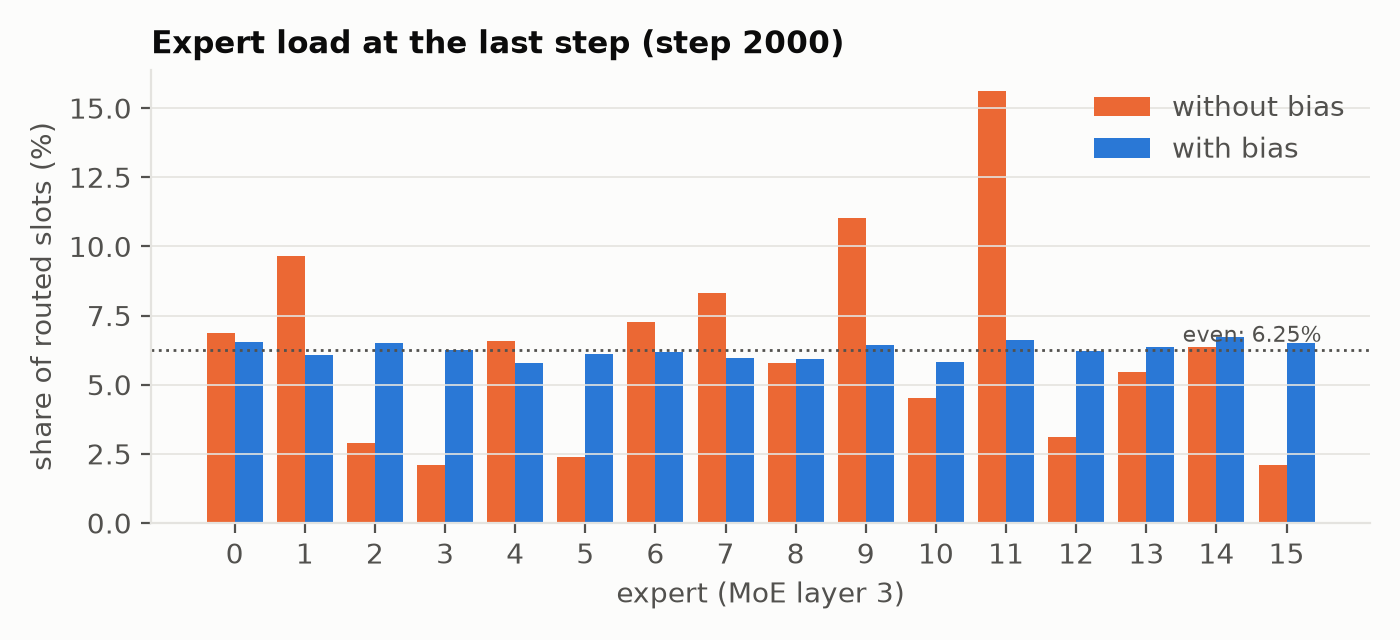 Expert load at the last step (step 2000)
share of routed slots (%)
15.0
12.5
10.0
7.5
5.0
2.5
0.0
without bias
with bias
even: 6.25%
0 1 2 3 4 5 6 7 8 9 10 11 12 13 14 15
expert (MoE layer 3)